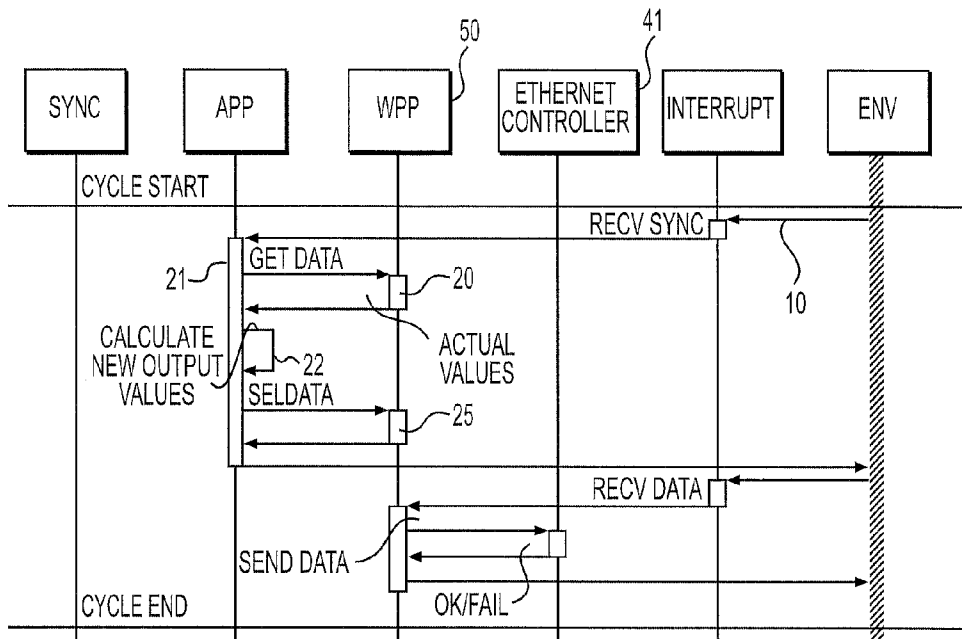 50
41
SYNC
APP
WPP
ETHERNET
CONTROLLER
INTERRUPT
ENV
CYCLE START
RECV SYNC
10
21
GET DATA
20
CALCULATE
NEW OUTPUT
VALUES
22
ACTUAL
VALUES
SELDATA
25
RECV DATA
SEND DATA
OK/FAIL
CYCLE END